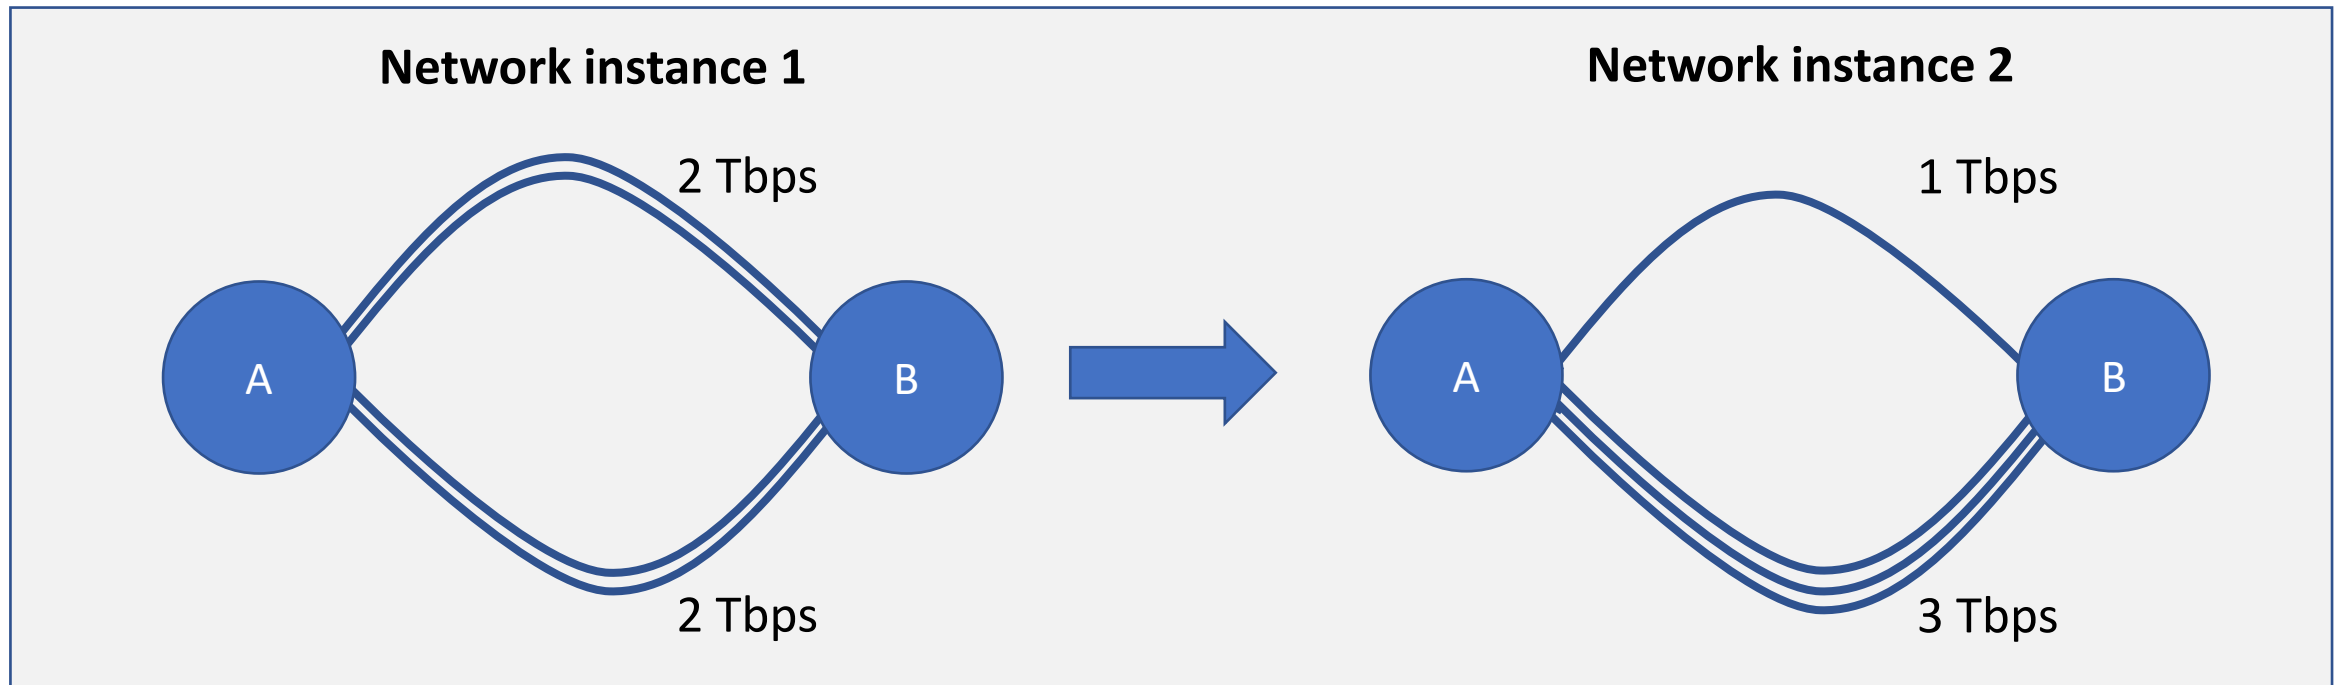 Network instance 1
2 Tbps
A
B
2 Tbps
Network instance 2
1 Tbps
A
B
3 Tbps